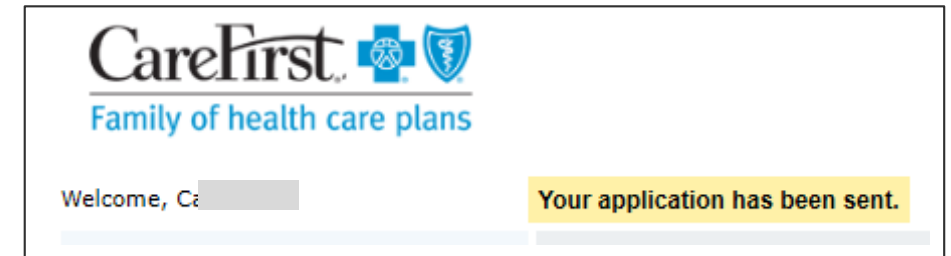 CareFirst
Family of health care plans
Welcome, Ca
Your application has been sent.